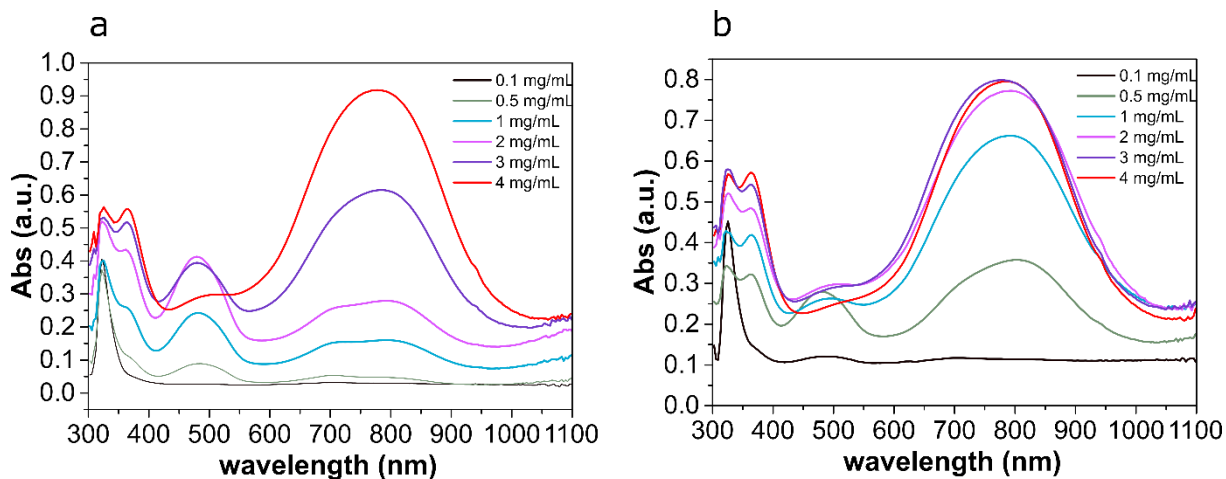 a
Abs (a.u.)
1.0
0.9
0.8
0.7
0.6
0.5
0.4
0.3
0.2
0.1
0.0
0.1 mg/mL
0.5 mg/mL
1 mg/mL
2 mg/mL
3 mg/mL
4 mg/mL
300 400 500 600 700 800 900 1000 1100
wavelength (nm)
b
Abs (a.u.)
0.8
0.7
0.6
0.5
0.4
0.3
0.2
0.1
0.0
0.1 mg/mL
0.5 mg/mL
1 mg/mL
2 mg/mL
3 mg/mL
4 mg/mL
300 400 500 600 700 800 900 1000 1100
wavelength (nm)